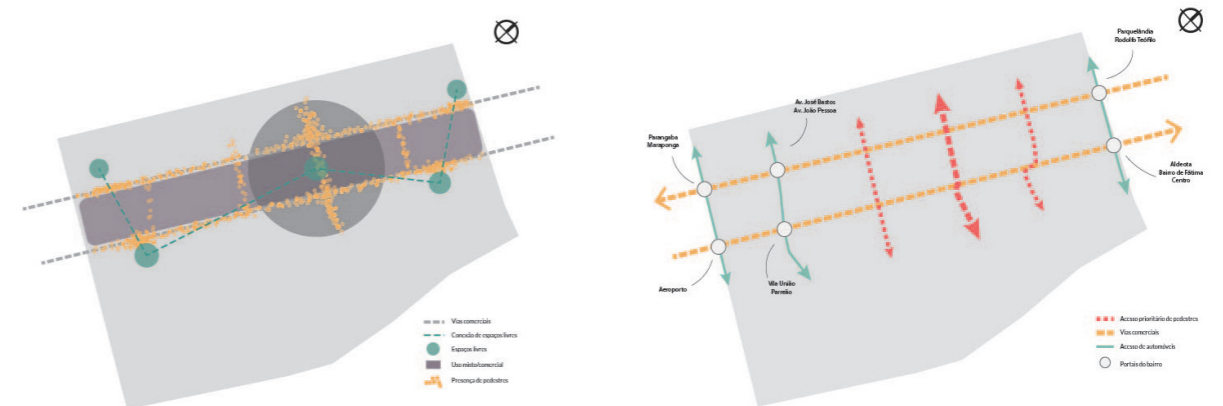 Vias comerciais
Conexão de espaços livres
Espaços livres
Uso misto/comercial
Presença de pedestres
Parquelândia
Rodolfo Teófilo
Av. José Bastos
Av. João Pessoa
Parangaba
Maraponga
Aldeota
Bairro de Fátima
Centro
Aeroporto
Vila União
Parreão
Acesso prioritário de pedestres
Vias comerciais
Acesso de automóveis
Portais do bairro